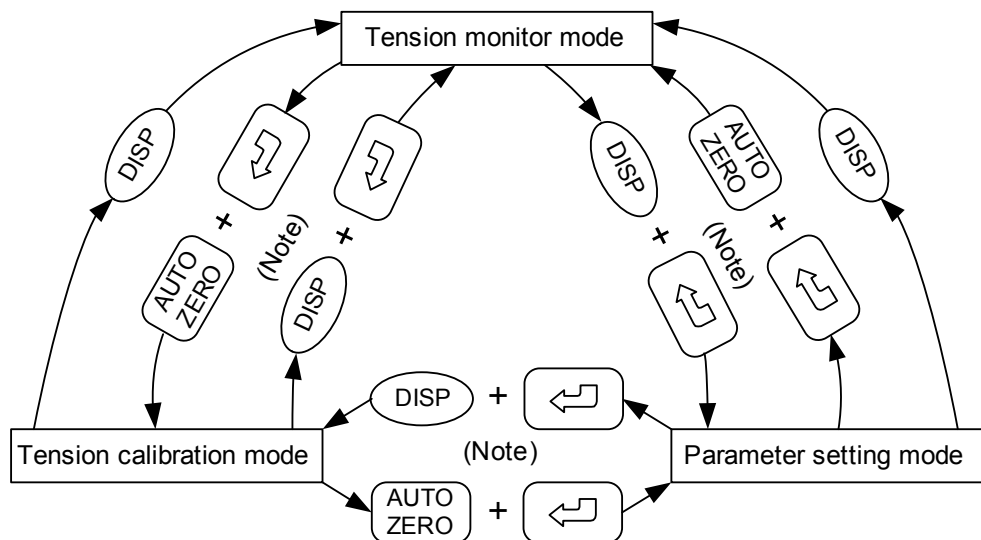 Tension monitor mode
DISP
AUTO
ZERO
+
(Note)
DISP
+
DISP
+
(Note)
AUTO
ZERO
+
DISP
DISP
+
(Note)
Tension calibration mode
Parameter setting mode
AUTO
ZERO
+